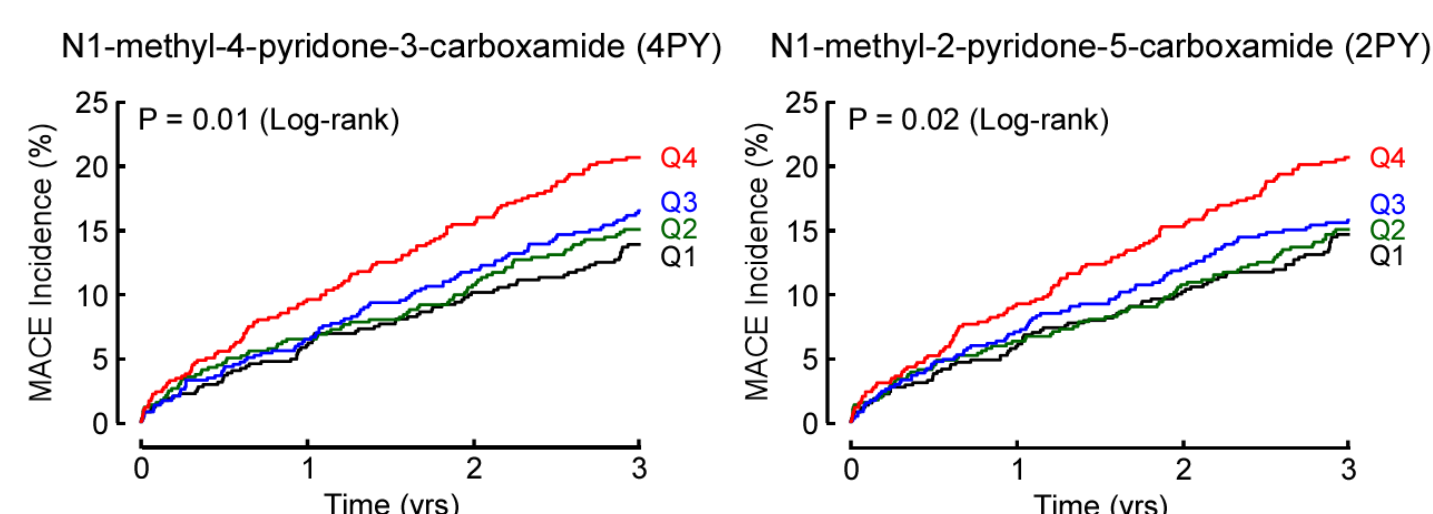 N1-methyl-4-pyridone-3-carboxamide (4PY)
25
P = 0.01 (Log-rank)
20
15
10
5
0
MACE Incidence (%)
Q4
Q3
Q2
Q1
0 1 2 3
Time (yrs)
N1-methyl-2-pyridone-5-carboxamide (2PY)
25
P = 0.02 (Log-rank)
20
15
10
5
0
MACE Incidence (%)
Q4
Q3
Q2
Q1
0 1 2 3
Time (yrs)